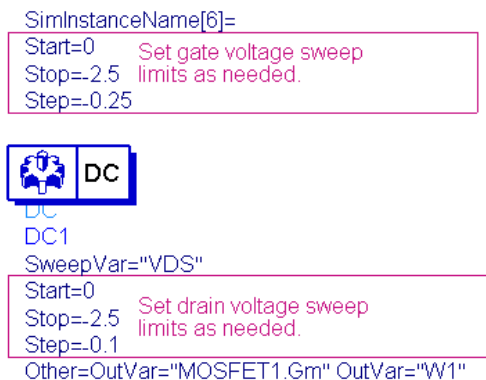 SimInstanceName[6]=
Start=0
Stop=-2.5
Step=-0.25
Set gate voltage sweep
limits as needed.
DC
DC
DC1
SweepVar="VDS"
Start=0
Stop=-2.5
Step=-0.1
Set drain voltage sweep
limits as needed.
Other=OutVar="MOSFET1.Gm" OutVar="W1"